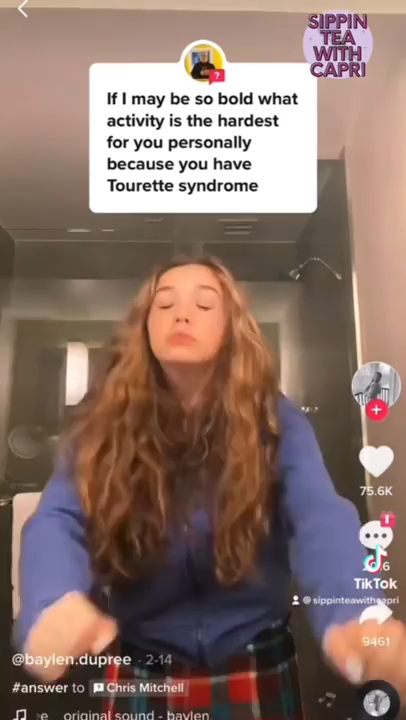 SIPPIN
TEA
WITH
CAPRI
?
If I may be so bold what
activity is the hardest
for you personally
because you have
Tourette syndrome
75.6K
TikTok
@ sippinteawithcapri
9461
@baylen.dupree · 2-14
#answer to ? Chris Mitchell
original sound - baylen